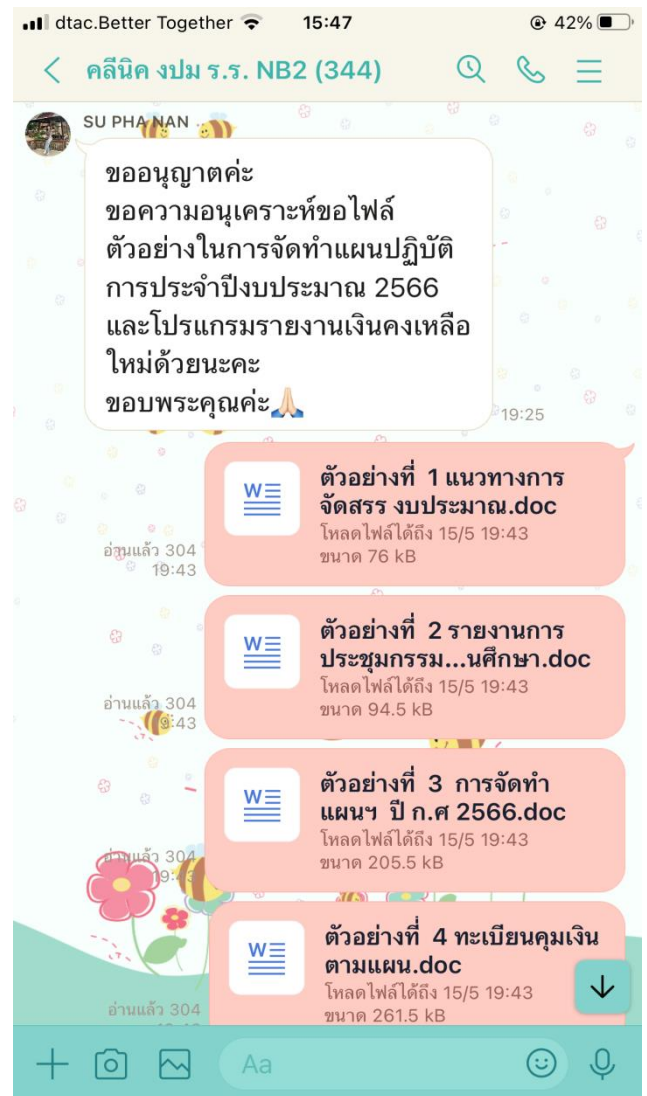 dtac.Better Together
15:47
42%
คลีนิค งปม ร.ร. NB2 (344)
SU PHA NAN ..
ขออนุญาตค่ะ
ขอความอนุเคราะห์ขอไฟล์
ตัวอย่างในการจัดทำแผนปฏิบัติ
การประจำปีงบประมาณ 2566
และโปรแกรมรายงานเงินคงเหลือ
ใหม่ด้วยนะคะ
ขอบพระคุณค่ะ🙏🏻
19:25
W
ตัวอย่างที่ 1 แนวทางการ
จัดสรร งบประมาณ.doc
โหลดไฟล์ได้ถึง 15/5 19:43
ขนาด 76 kB
อ่านแล้ว 304
19:43
W
ตัวอย่างที่ 2 รายงานการ
ประชุมกรรม...นศึกษา.doc
โหลดไฟล์ได้ถึง 15/5 19:43
ขนาด 94.5 kB
อ่านแล้ว 304
19:43
W
ตัวอย่างที่ 3 การจัดทำ
แผนฯ ปี ก.ศ 2566.doc
โหลดไฟล์ได้ถึง 15/5 19:43
ขนาด 205.5 kB
อ่านแล้ว 304
19:43
W
ตัวอย่างที่ 4 ทะเบียนคุมเงิน
ตามแผน.doc
โหลดไฟล์ได้ถึง 15/5 19:43
ขนาด 261.5 kB
อ่านแล้ว 304
Aa